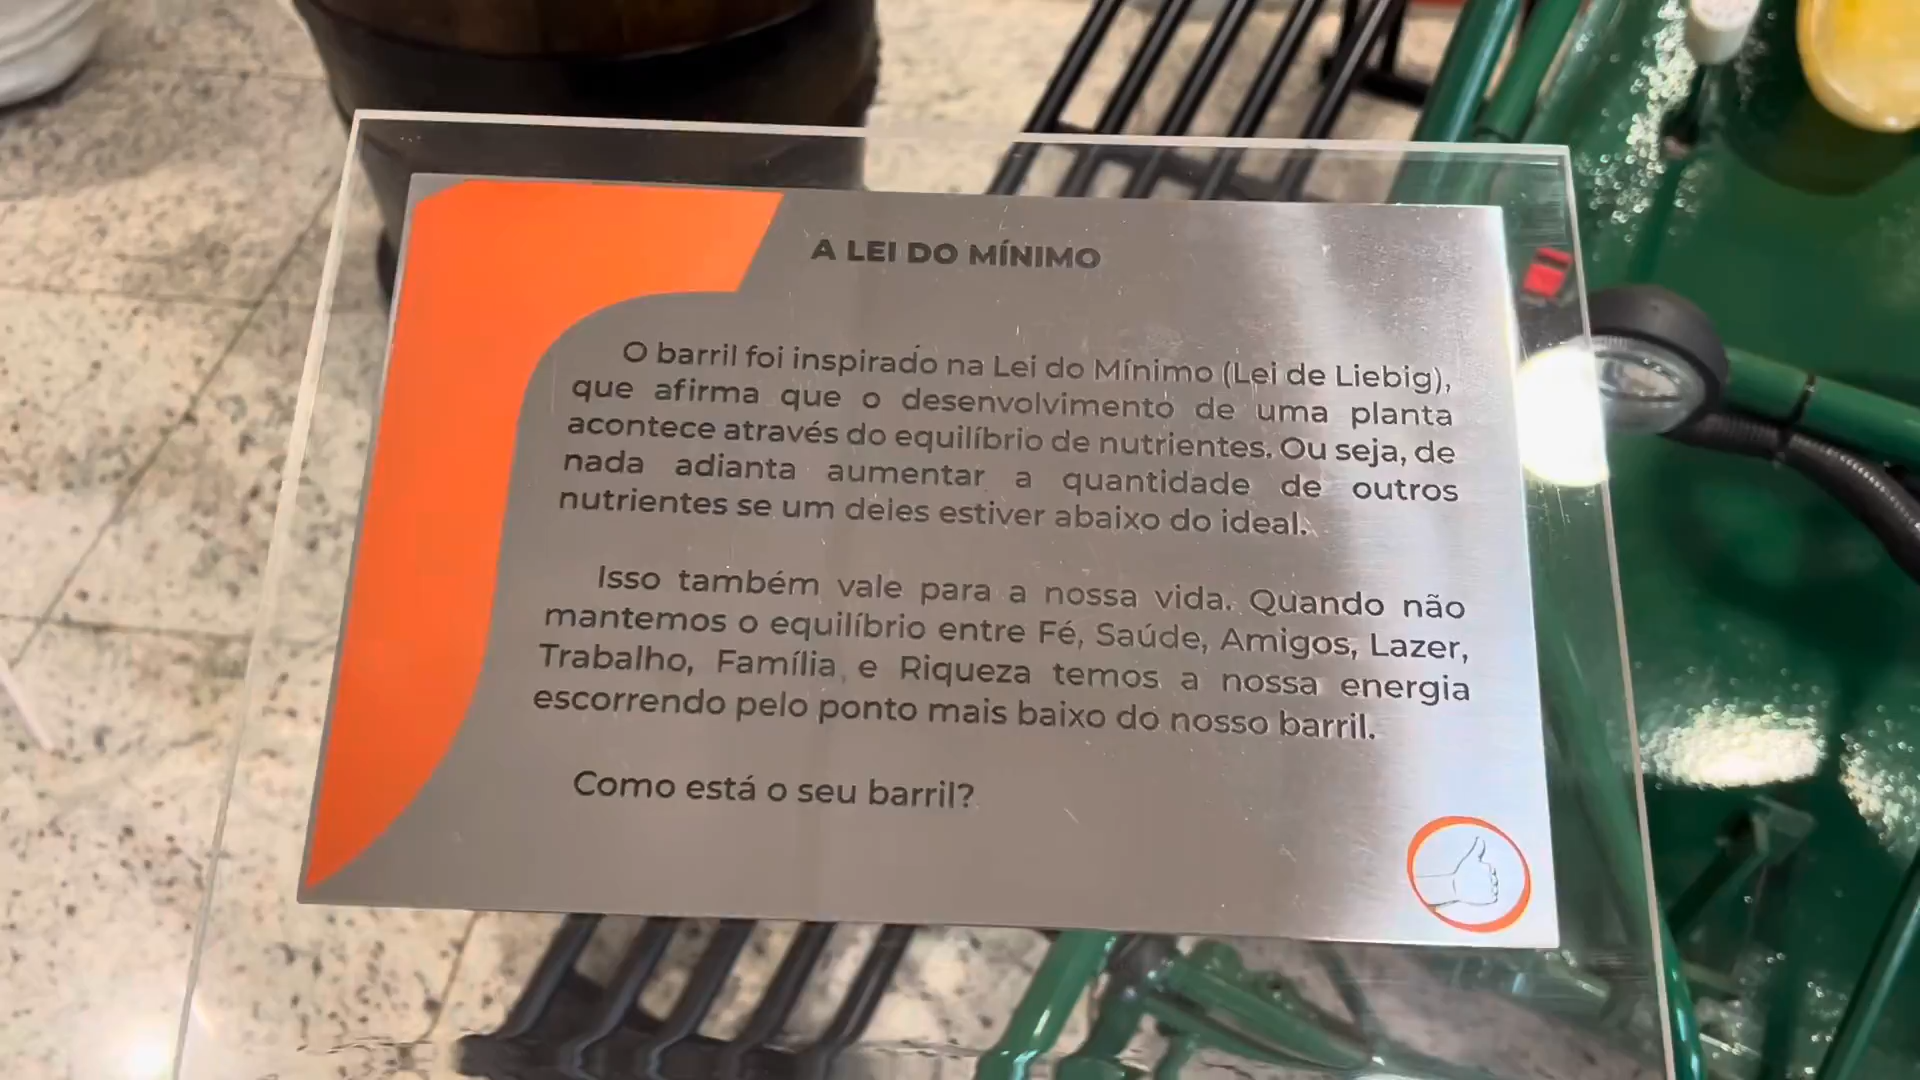 A LEI DO MÍNIMO
O barril foi inspirado na Lei do Mínimo (Lei de Liebig),
que afirma que o desenvolvimento de uma planta
acontece através do equilíbrio de nutrientes. Ou seja, de
nada adianta aumentar a quantidade de outros
nutrientes se um deles estiver abaixo do ideal.
Isso também vale para a nossa vida. Quando não
mantemos o equilíbrio entre Fé, Saúde, Amigos, Lazer,
Trabalho, Família e Riqueza temos a nossa energia
escorrendo pelo ponto mais baixo do nosso barril.
Como está o seu barril?